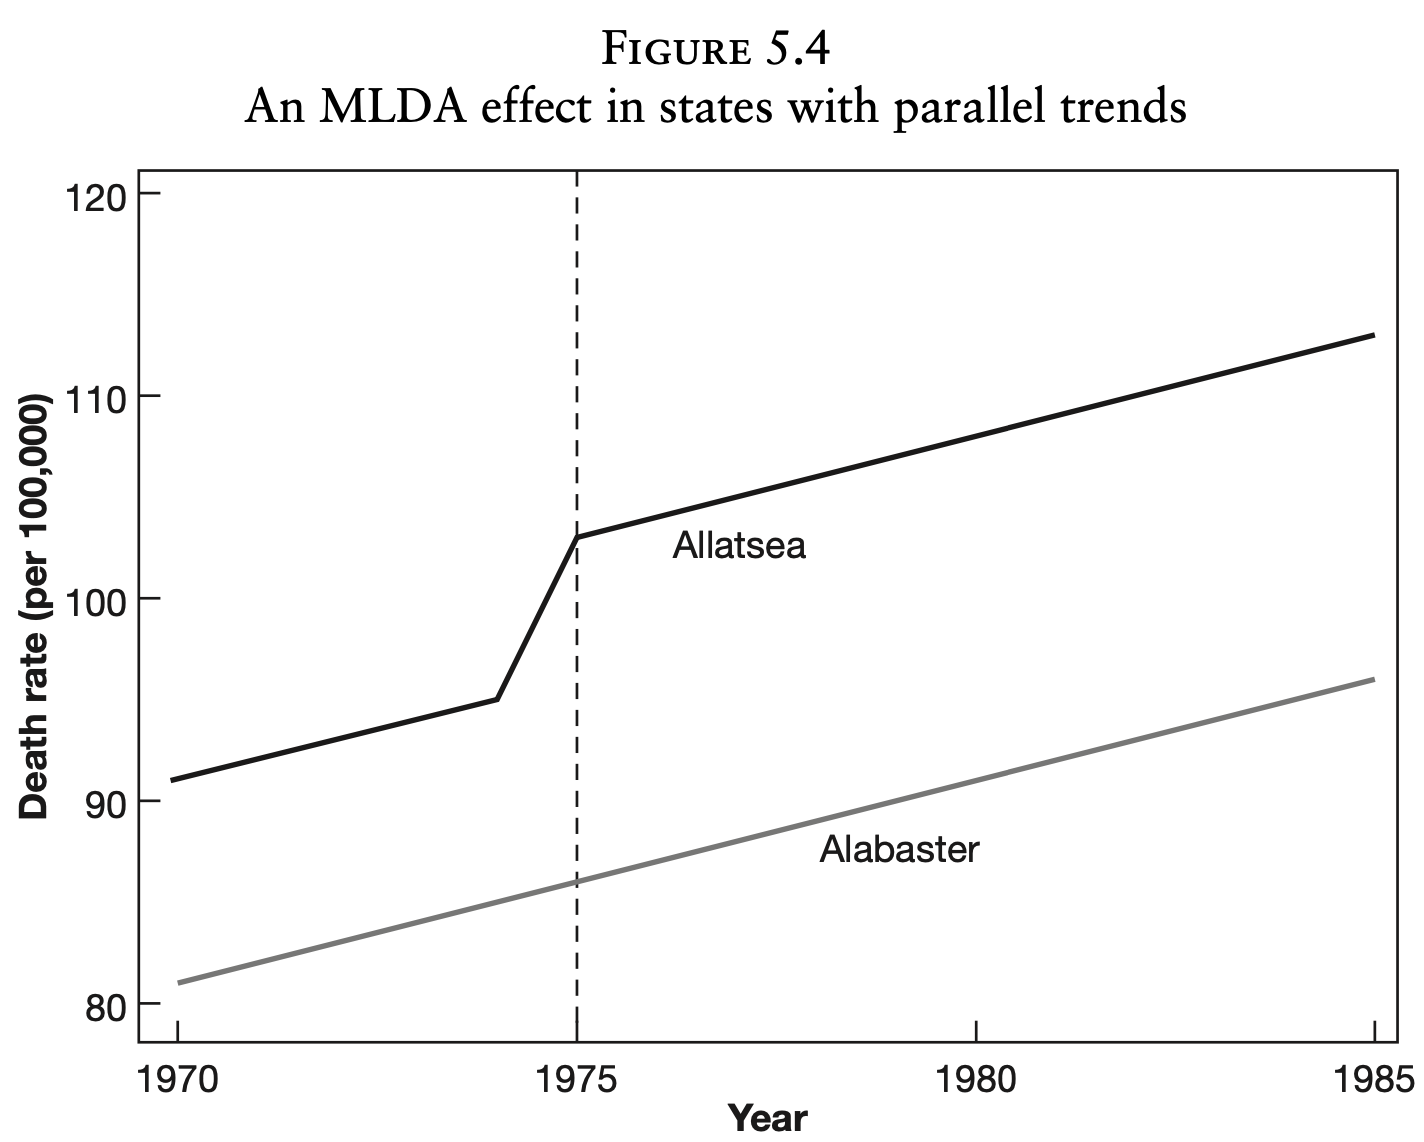 FIGURE 5.4
An MLDA effect in states with parallel trends
Death rate (per 100,000)
120
110
100
90
80
Allatsea
Alabaster
1970 1975 1980 1985
Year